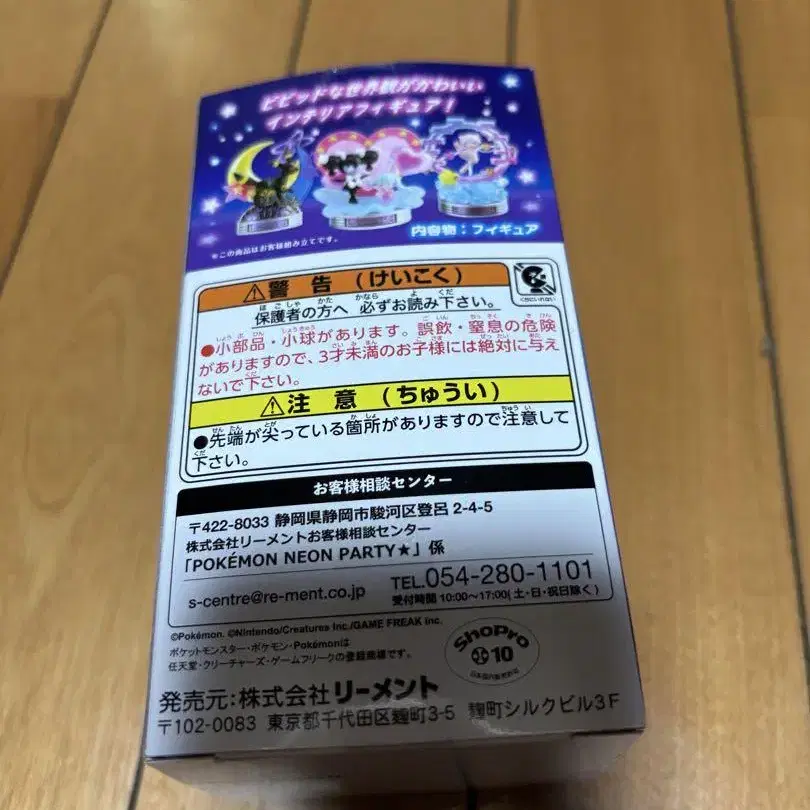 ビビッドな世界観がかわいい
インテリアフィギュア!
内容物:フィギュア
*この商品はお客様組み立てです。
⚠警 告 (けいこく)
保護者の方へ 必ずお読み下さい。
●小部品・小球があります。誤飲・窒息の危険
がありますので、3才未満のお子様には絶対に与え
ないで下さい。
⚠注 意 (ちゅうい)
●先端が尖っている箇所がありますので注意して
下さい。
お客様相談センター
〒422-8033 静岡県静岡市駿河区登呂 2-4-5
株式会社リーメントお客様相談センター
「POKÉMON NEON PARTY★」係
s-centre@re-ment.co.jp
TEL.054-280-1101
受付時間 10:00〜17:00(土・日・祝日除く)
©Pokémon. ©Nintendo/Creatures Inc./GAME FREAK Inc.
ポケットモンスター・ポケモン・Pokémonは
任天堂・クリーチャーズ・ゲームフリークの登録商標です。
ShoPro
10
日本国内販売許可
発売元:株式会社リーメント
〒102-0083 東京都千代田区麹町3-5 麹町シルクビル3F